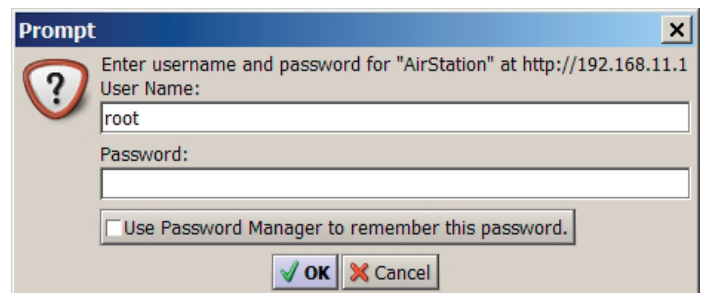 Prompt
Enter username and password for "AirStation" at http://192.168.11.1
User Name:
root
Password:
Use Password Manager to remember this password.
OK Cancel